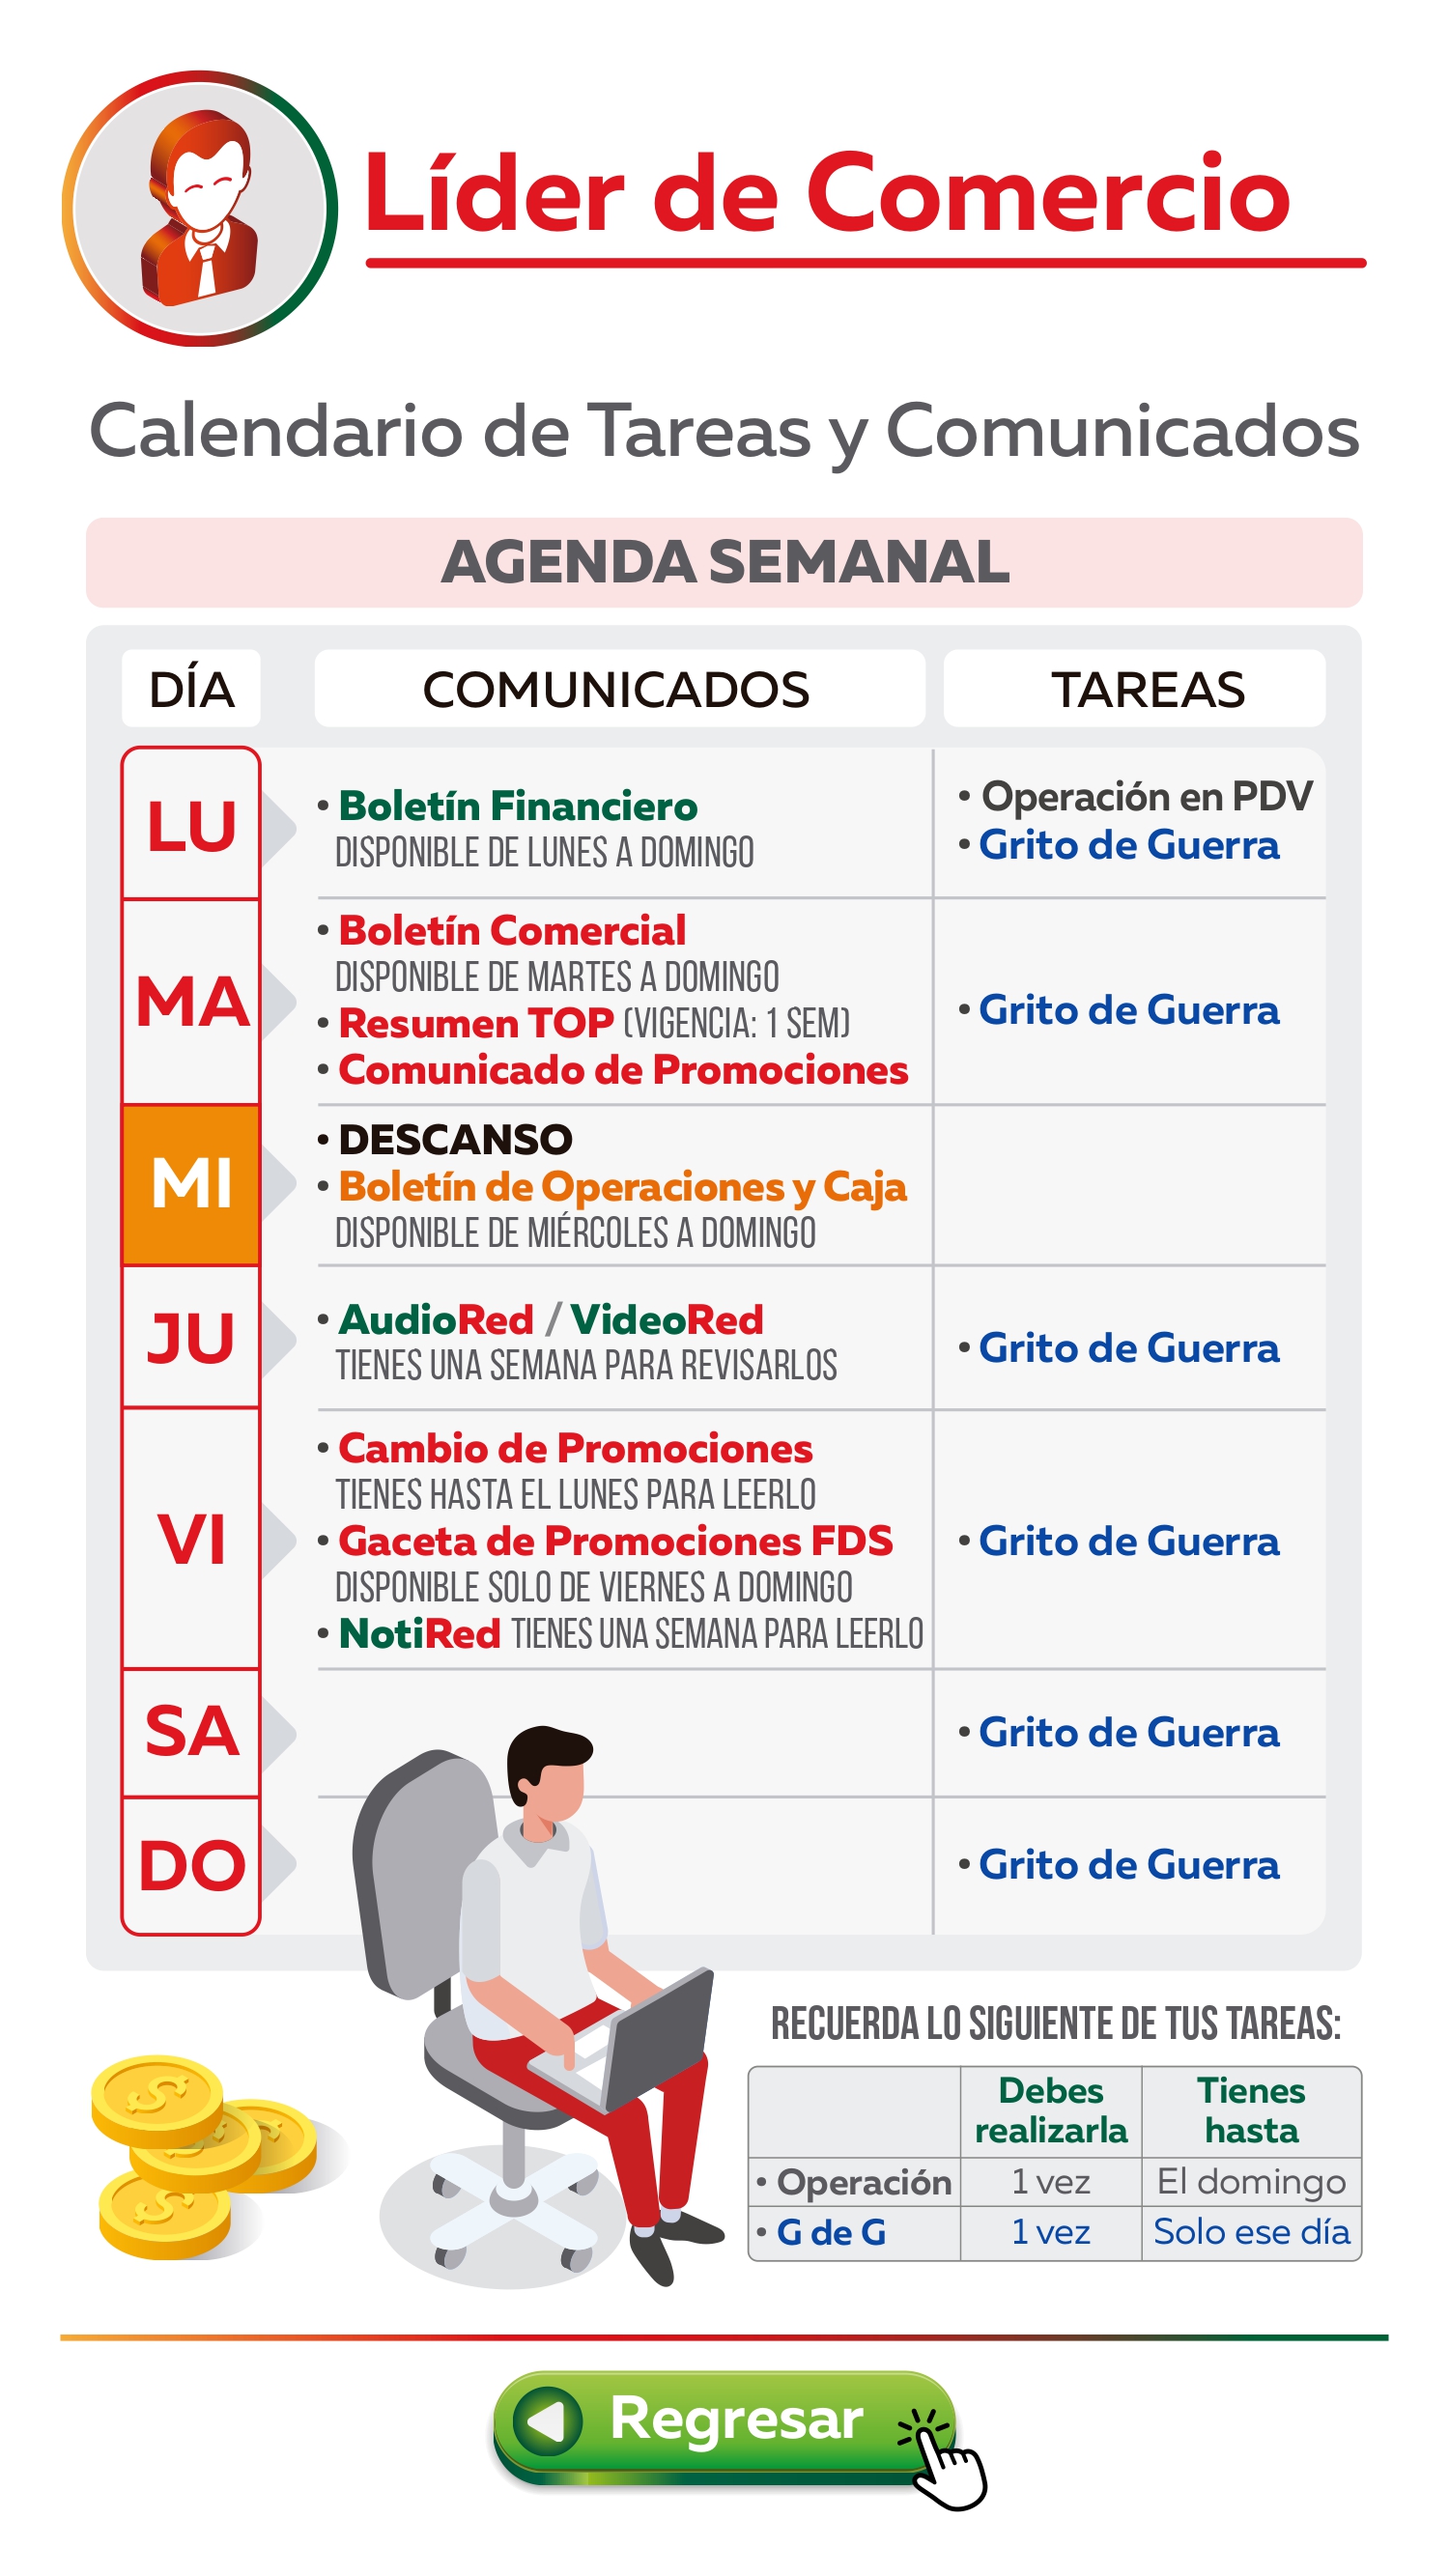 Líder de Comercio
Calendario de Tareas y Comunicados
AGENDA SEMANAL
DÍA
COMUNICADOS
TAREAS
LU
• Boletín Financiero
DISPONIBLE DE LUNES A DOMINGO
• Operación en PDV
• Grito de Guerra
MA
• Boletín Comercial
DISPONIBLE DE MARTES A DOMINGO
• Resumen TOP (VIGENCIA: 1 SEM)
• Comunicado de Promociones
• Grito de Guerra
MI
• DESCANSO
• Boletín de Operaciones y Caja
DISPONIBLE DE MIÉRCOLES A DOMINGO
JU
• AudioRed / VideoRed
TIENES UNA SEMANA PARA REVISARLOS
• Grito de Guerra
VI
• Cambio de Promociones
TIENES HASTA EL LUNES PARA LEERLO
• Gaceta de Promociones FDS
DISPONIBLE SOLO DE VIERNES A DOMINGO
• NotiRed TIENES UNA SEMANA PARA LEERLO
• Grito de Guerra
SA
• Grito de Guerra
DO
• Grito de Guerra
RECUERDA LO SIGUIENTE DE TUS TAREAS:
Debes
realizarla
Tienes
hasta
• Operación
1 vez
El domingo
• G de G
1 vez
Solo ese día
Regresar